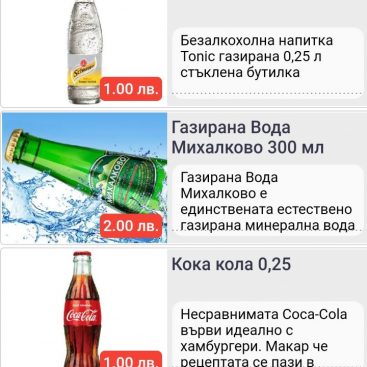 Schweppes
Безалкохолна напитка
Tonic газирана 0,25 л
стъклена бутилка
1.00 лв.
Газирана Вода
Михалково 300 мл
МИХАЛКОВО
Газирана Вода
Михалково е
единствената естествено
газирана минерална вода
2.00 лв.
Кока кола 0,25
Coca-Cola
Несравнимата Coca-Cola
върви идеално с
хамбургери. Макар че
рецептата се пази в
1.00 лв.